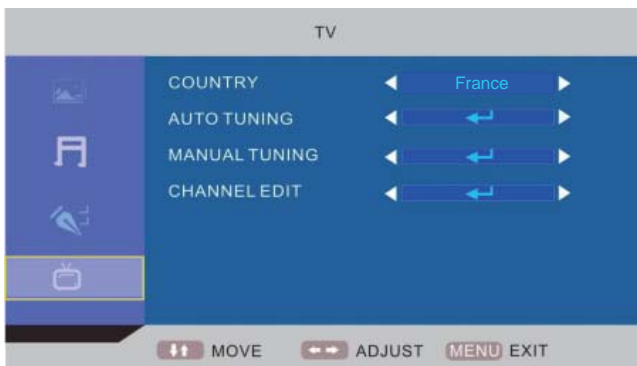 TV
COUNTRY France
AUTO TUNING
MANUAL TUNING
CHANNEL EDIT
MOVE ADJUST MENU EXIT